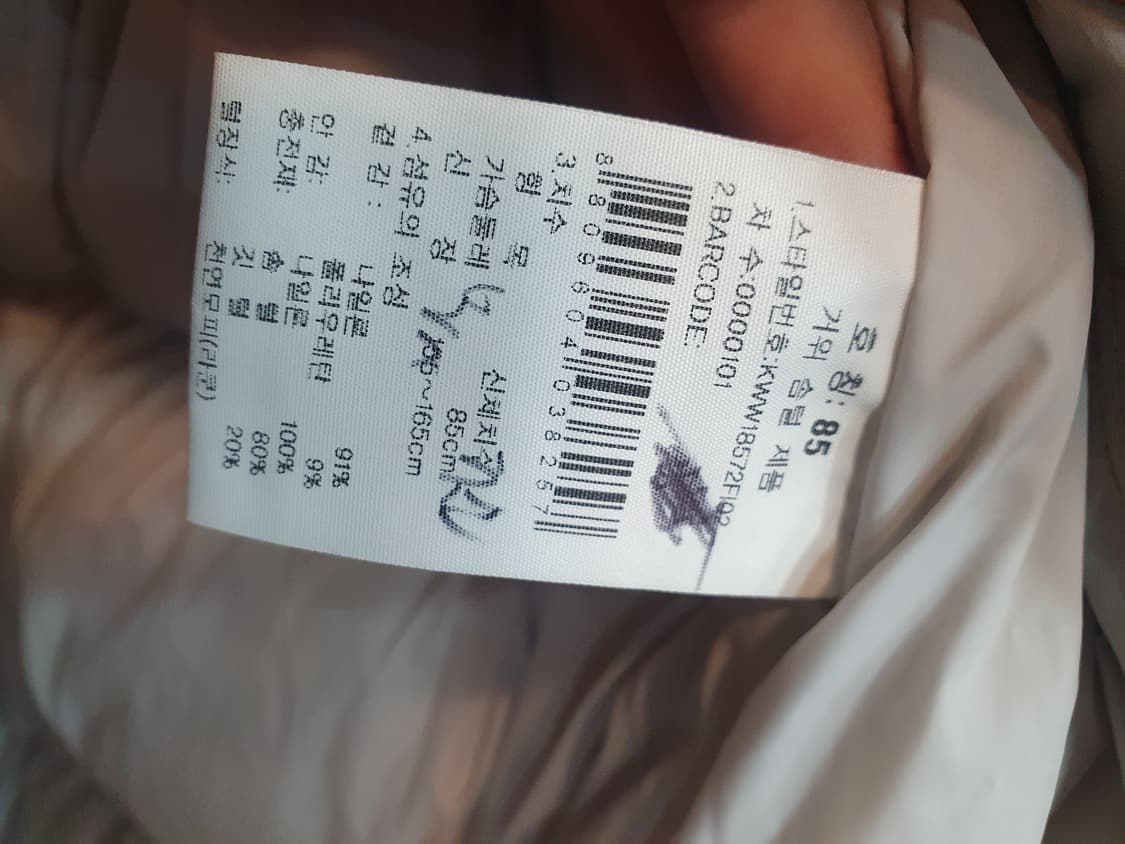 호 칭: 85
거위 솜털 제품
1.스타일번호:KWW18572FI02
차 수:0000101
2.BARCODE:
8 809604 038257
3.치수
항 목 신체치수
가슴둘레 85cm
신 장 155~165cm
4.섬유의 조성
겉 감: 나일론 91%
폴리우레탄 9%
안 감: 나일론 100%
충전재: 솜 털 80%
깃 털 20%
털장식: 천연모피(라쿤)